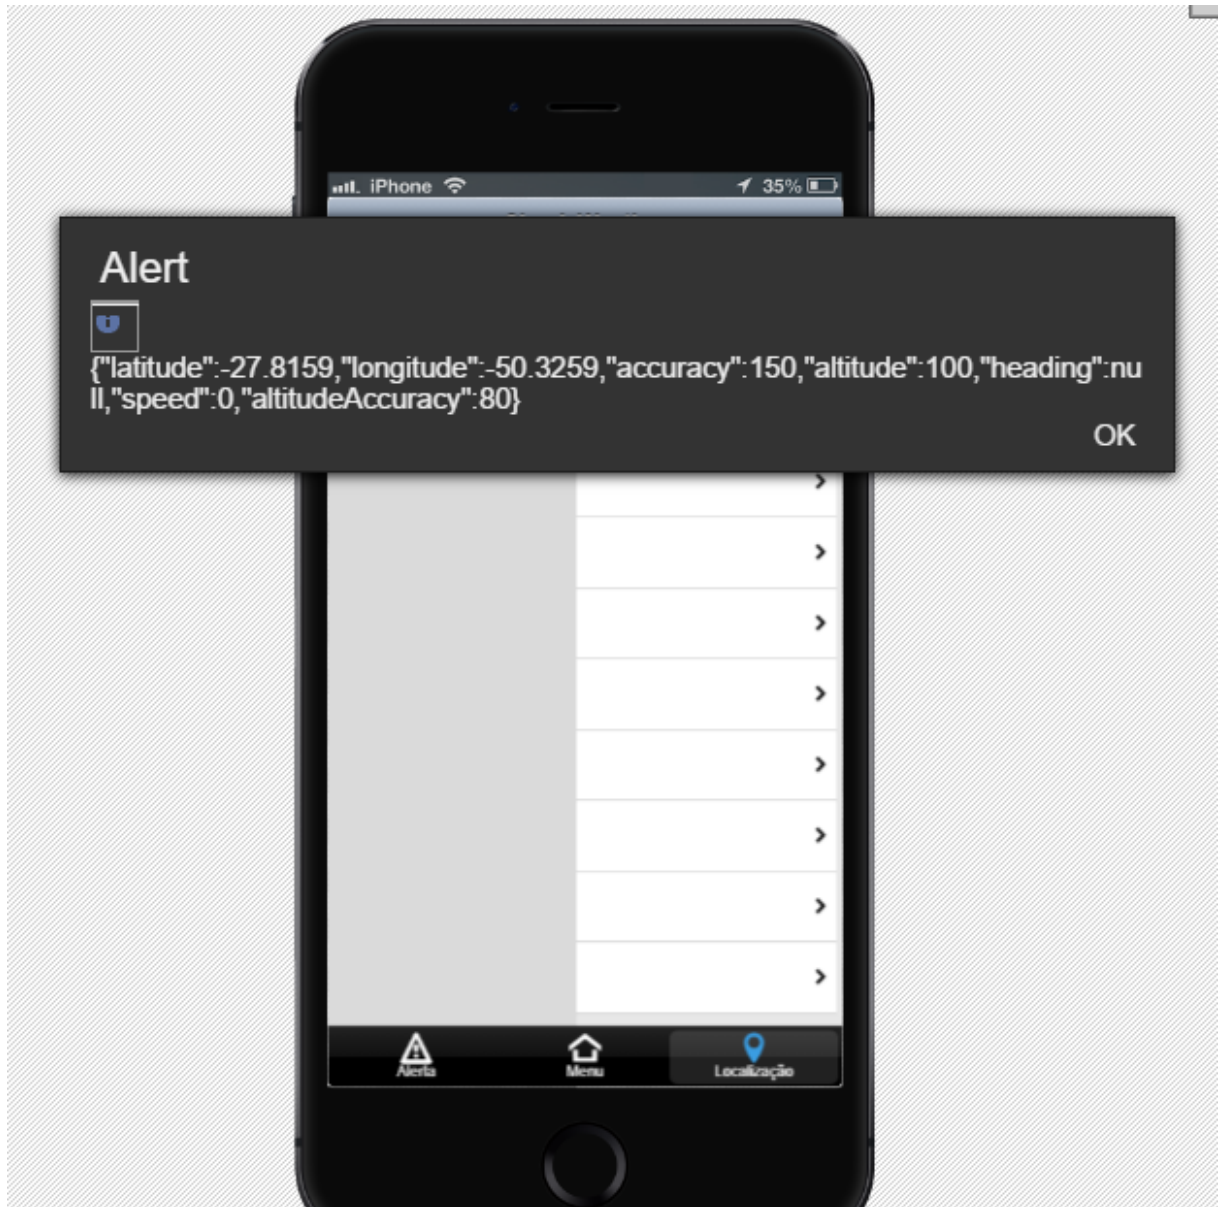 iPhone 35%
Alert
{"latitude":-27.8159,"longitude":-50.3259,"accuracy":150,"altitude":100,"heading":nu
ll,"speed":0,"altitudeAccuracy":80}
OK
Alerta Menu Localização